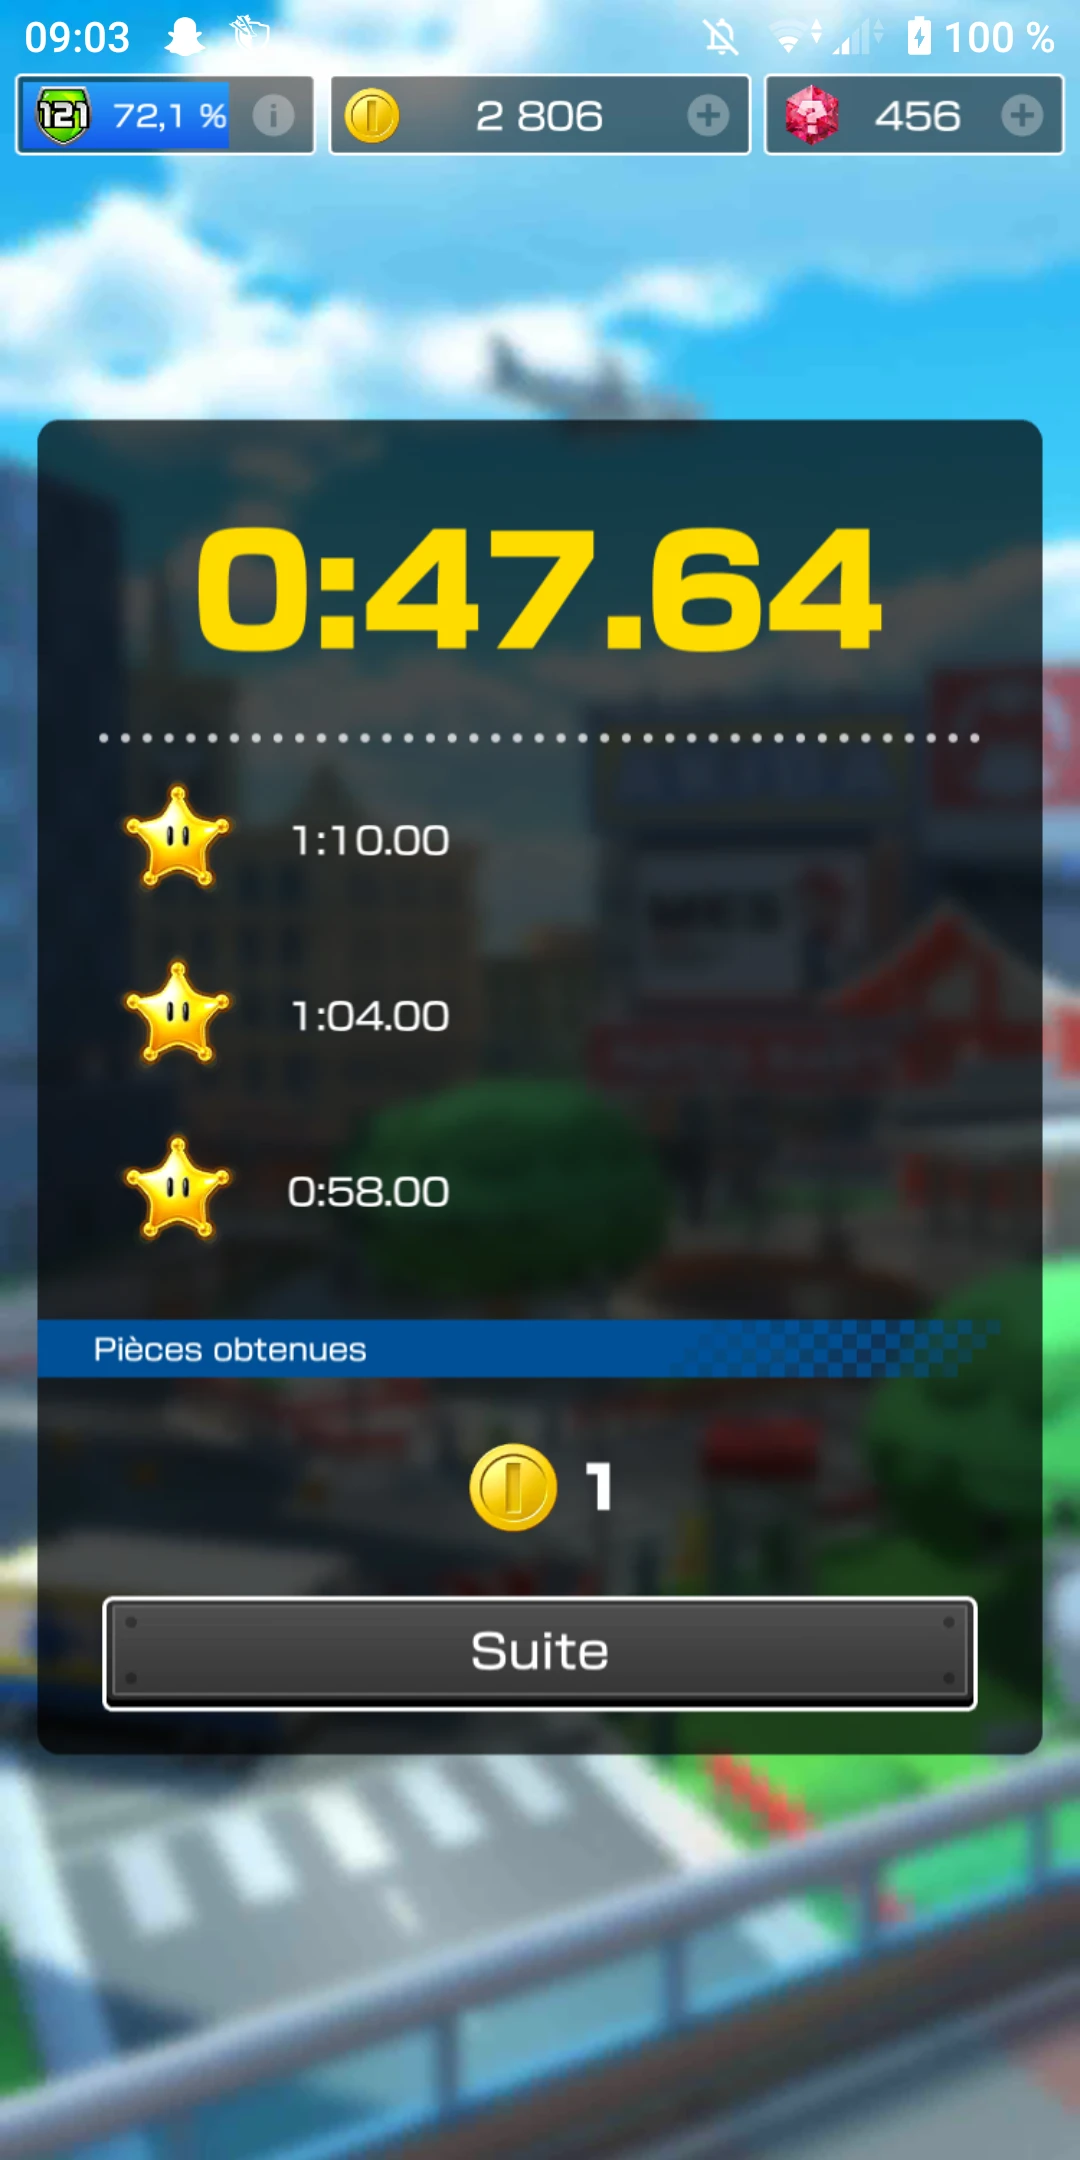 09:03 100 %
121 72,1 % i 2 806 + 456 +
0:47.64
1:10.00
1:04.00
0:58.00
Pièces obtenues
1
Suite